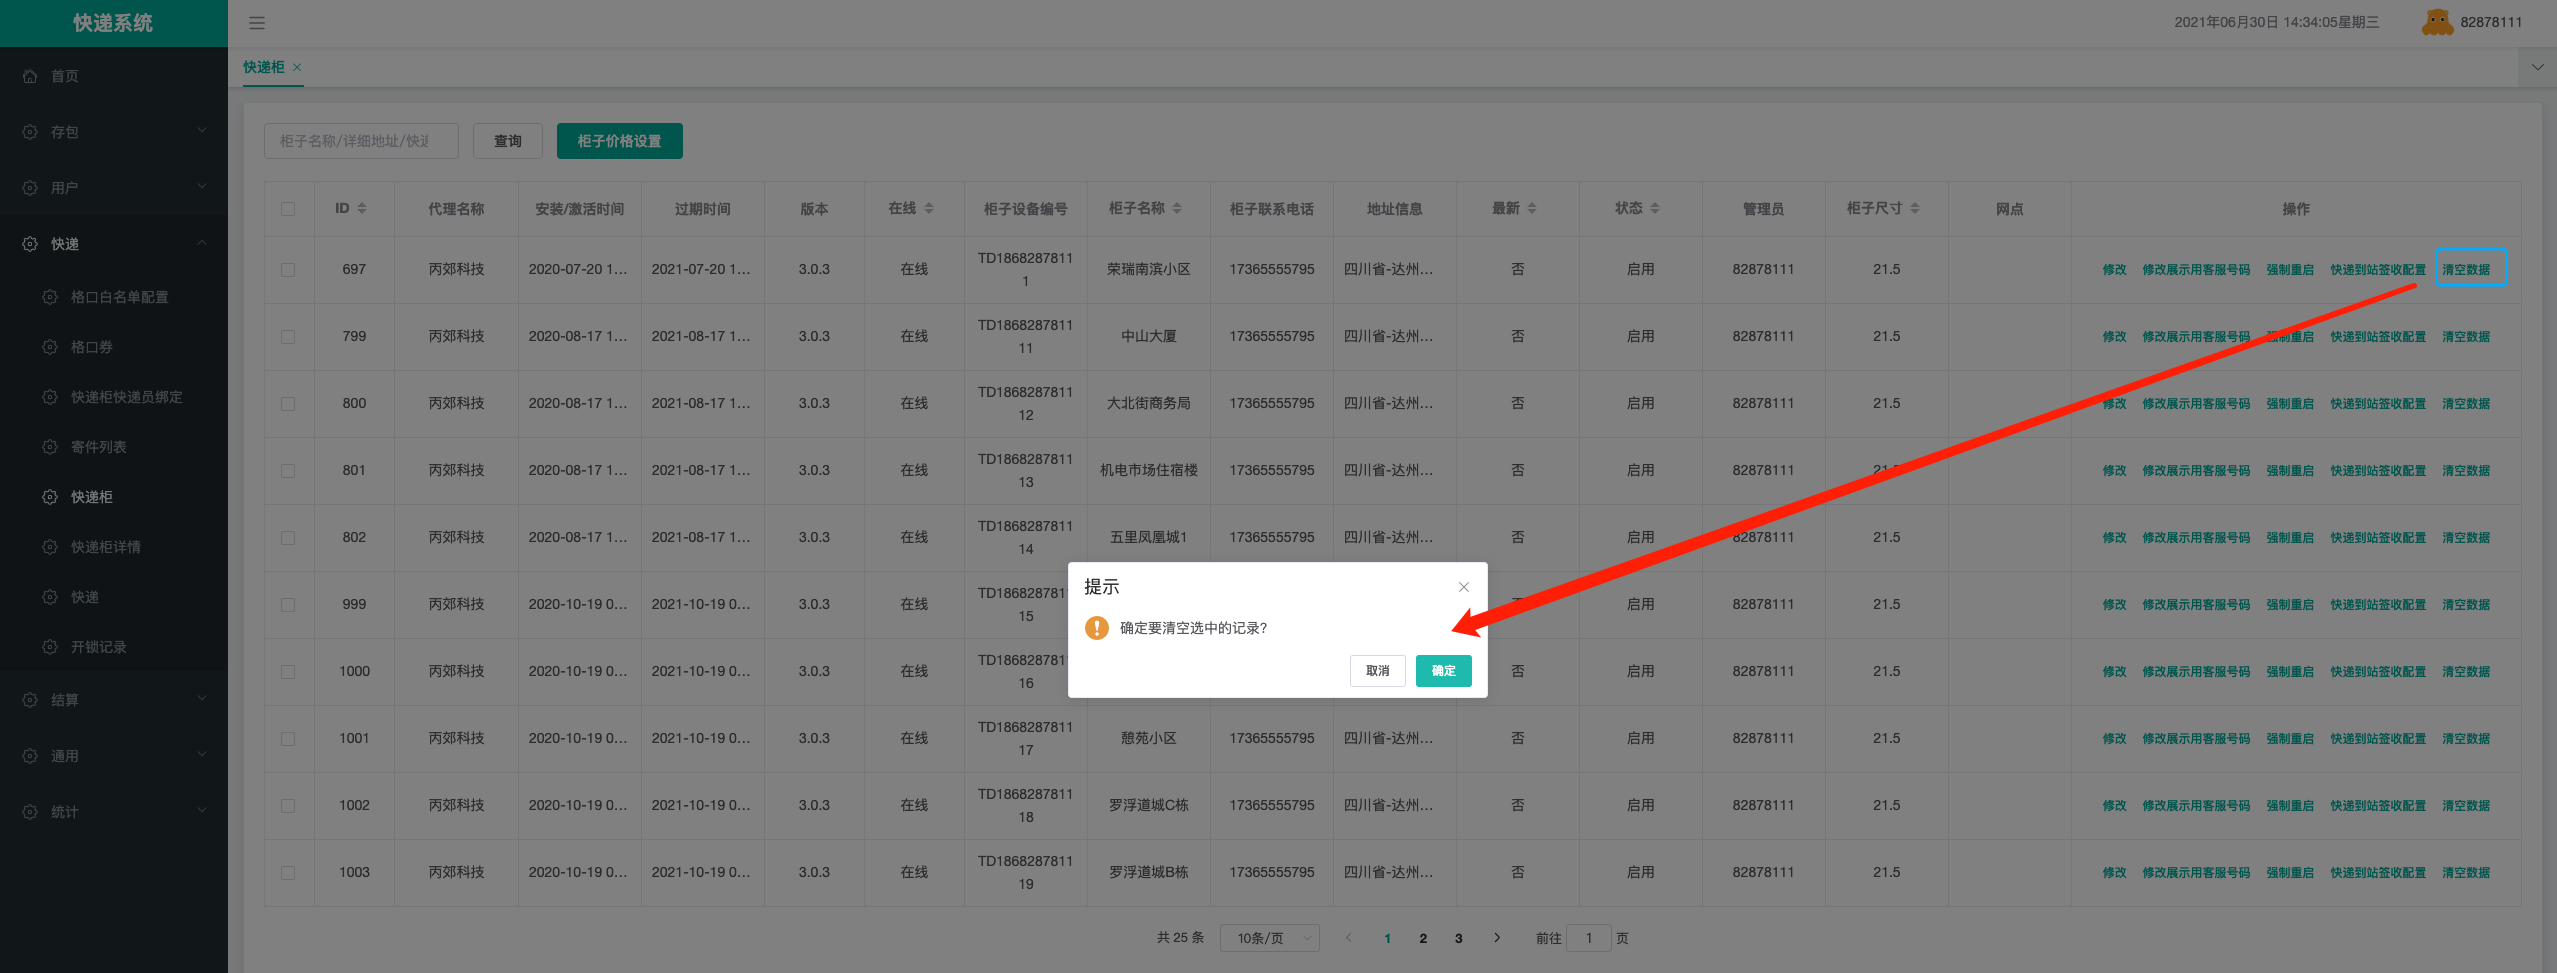 快递系统
2021年06月30日 14:34:05星期三
82878111
首页
存包
用户
快递
格口白名单配置
格口券
快递柜快递员绑定
寄件列表
快递柜
快递柜详情
快递
开锁记录
结算
通用
统计
快递柜
柜子名称/详细地址/快递
查询
柜子价格设置
ID 代理名称 安装/激活时间 过期时间 版本 在线 柜子设备编号 柜子名称 柜子联系电话 地址信息 最新 状态 管理员 柜子尺寸 网点 操作
697 丙郊科技 2020-07-20 1... 2021-07-20 1... 3.0.3 在线 TD18682878111 荣瑞南滨小区 17365555795 四川省-达州... 否 启用 82878111 21.5 修改 修改展示用客服号码 强制重启 快递到站签收配置 清空数据
799 丙郊科技 2020-08-17 1... 2021-08-17 1... 3.0.3 在线 TD186828781111 中山大厦 17365555795 四川省-达州... 否 启用 82878111 21.5 修改 修改展示用客服号码 强制重启 快递到站签收配置 清空数据
800 丙郊科技 2020-08-17 1... 2021-08-17 1... 3.0.3 在线 TD186828781112 大北街商务局 17365555795 四川省-达州... 否 启用 82878111 21.5 修改 修改展示用客服号码 强制重启 快递到站签收配置 清空数据
801 丙郊科技 2020-08-17 1... 2021-08-17 1... 3.0.3 在线 TD186828781113 机电市场住宿楼 17365555795 四川省-达州... 否 启用 82878111 21.5 修改 修改展示用客服号码 强制重启 快递到站签收配置 清空数据
802 丙郊科技 2020-08-17 1... 2021-08-17 1... 3.0.3 在线 TD186828781114 五里凤凰城1 17365555795 四川省-达州... 否 启用 82878111 21.5 修改 修改展示用客服号码 强制重启 快递到站签收配置 清空数据
999 丙郊科技 2020-10-19 0... 2021-10-19 0... 3.0.3 在线 TD18682878 15 启用 82878111 21.5 修改 修改展示用客服号码 强制重启 快递到站签收配置 清空数据
1000 丙郊科技 2020-10-19 0... 2021-10-19 0... 3.0.3 在线 TD18682878 16 否 启用 82878111 21.5 修改 修改展示用客服号码 强制重启 快递到站签收配置 清空数据
1001 丙郊科技 2020-10-19 0... 2021-10-19 0... 3.0.3 在线 TD186828781117 憩苑小区 17365555795 四川省-达州... 否 启用 82878111 21.5 修改 修改展示用客服号码 强制重启 快递到站签收配置 清空数据
1002 丙郊科技 2020-10-19 0... 2021-10-19 0... 3.0.3 在线 TD186828781118 罗浮道城C栋 17365555795 四川省-达州... 否 启用 82878111 21.5 修改 修改展示用客服号码 强制重启 快递到站签收配置 清空数据
1003 丙郊科技 2020-10-19 0... 2021-10-19 0... 3.0.3 在线 TD186828781119 罗浮道城B栋 17365555795 四川省-达州... 否 启用 82878111 21.5 修改 修改展示用客服号码 强制重启 快递到站签收配置 清空数据
提示
确定要清空选中的记录?
取消 确定
共 25 条 10条/页 1 2 3 前往 1 页